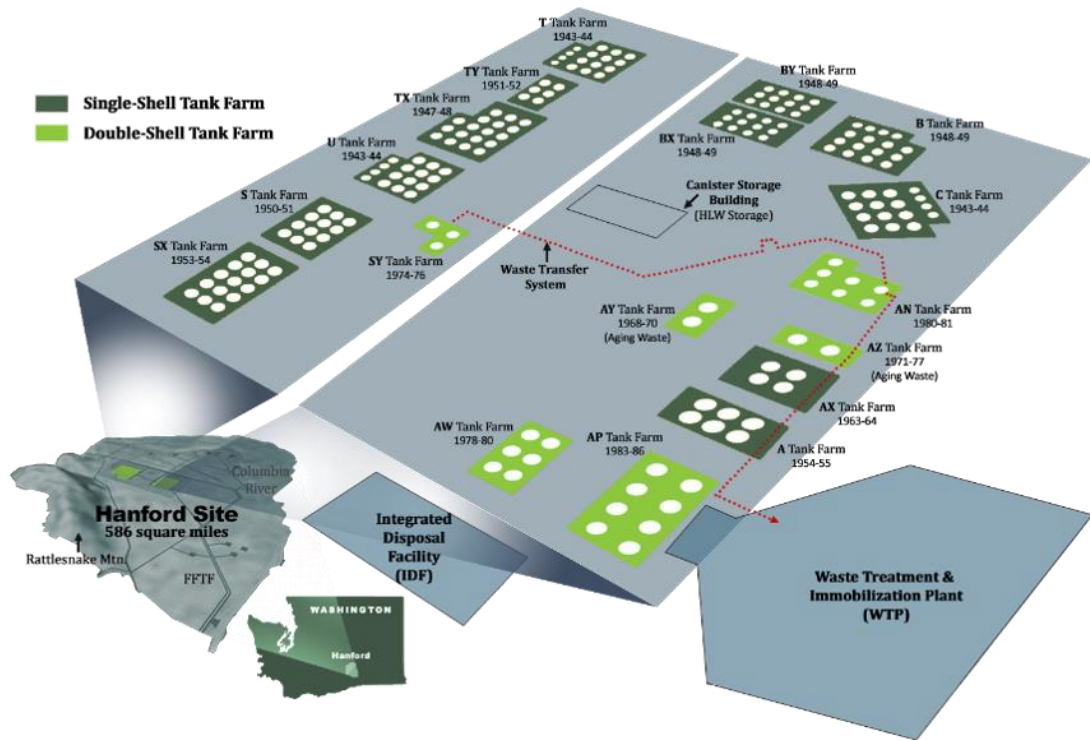 Single-Shell Tank Farm
Double-Shell Tank Farm
T Tank Farm
1943-44
TY Tank Farm
1951-52
TX Tank Farm
1947-48
U Tank Farm
1943-44
S Tank Farm
1950-51
SX Tank Farm
1953-54
SY Tank Farm
1974-76
BY Tank Farm
1948-49
B Tank Farm
1948-49
BX Tank Farm
1948-49
C Tank Farm
1943-44
Canister Storage
Building
(HLW Storage)
Waste Transfer
System
AY Tank Farm
1968-70
(Aging Waste)
AN Tank Farm
1980-81
AZ Tank Farm
1971-77
(Aging Waste)
AX Tank Farm
1963-64
A Tank Farm
1954-55
AW Tank Farm
1978-80
AP Tank Farm
1983-86
Columbia
River
Hanford Site
586 square miles
Rattlesnake Mtn.
FFTF
Integrated
Disposal
Facility
(IDF)
WASHINGTON
Hanford
Waste Treatment &
Immobilization Plant
(WTP)